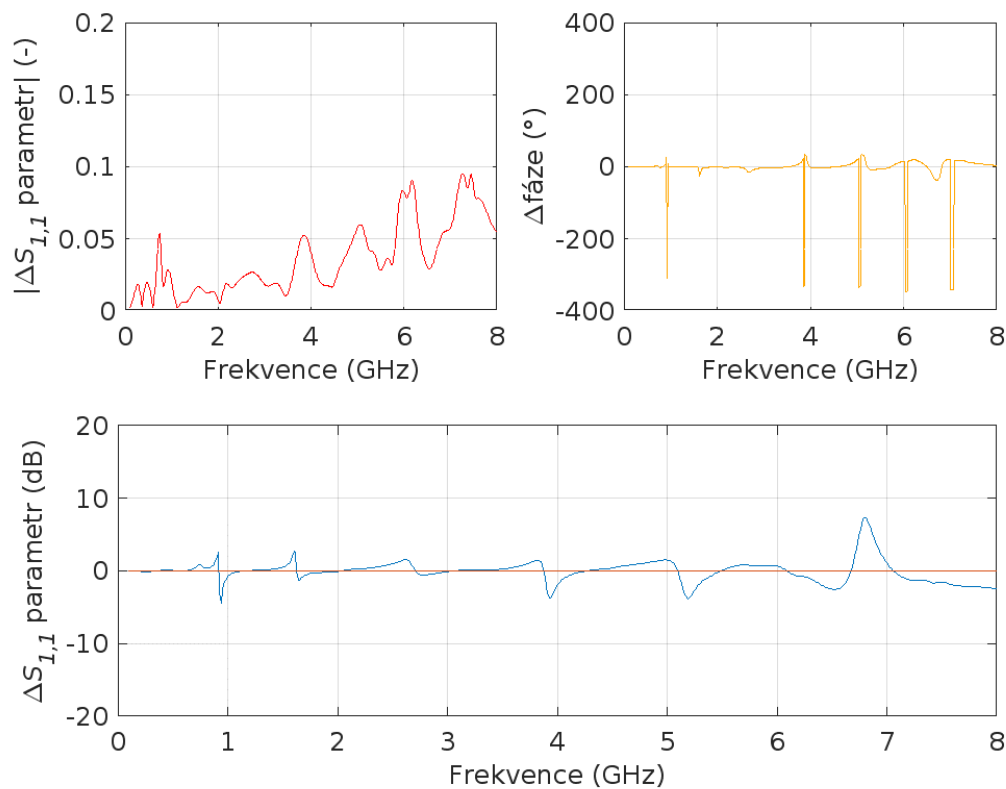 |ΔS1,1 parametr| (-)
0.2
0.15
0.1
0.05
0
0 2 4 6 8
Frekvence (GHz)
Δfáze (°)
400
200
0
-200
-400
0 2 4 6 8
Frekvence (GHz)
ΔS1,1 parametr (dB)
20
10
0
-10
-20
0 1 2 3 4 5 6 7 8
Frekvence (GHz)